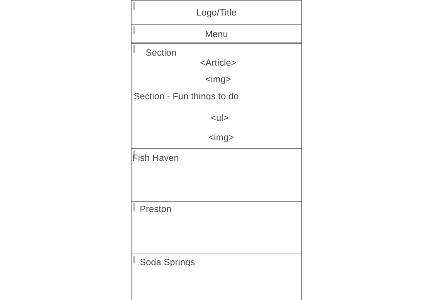 Logo/Title
Menu
Section
<Article>
<img>
Section - Fun things to do
<ul>
<img>
Fish Haven
Preston
Soda Springs